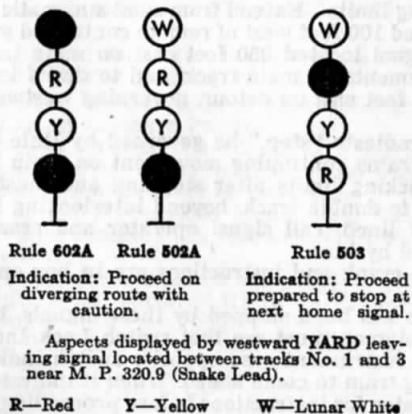 W W
R R
Y Y Y
R
Rule 602A Rule 502A Rule 503
Indication: Proceed on diverging route with caution.
Indication: Proceed prepared to stop at next home signal.
Aspects displayed by westward YARD leav-
ing signal located between tracks No. 1 and 3
near M. P. 320.9 (Snake Lead).
R—Red Y—Yellow W—Lunar White